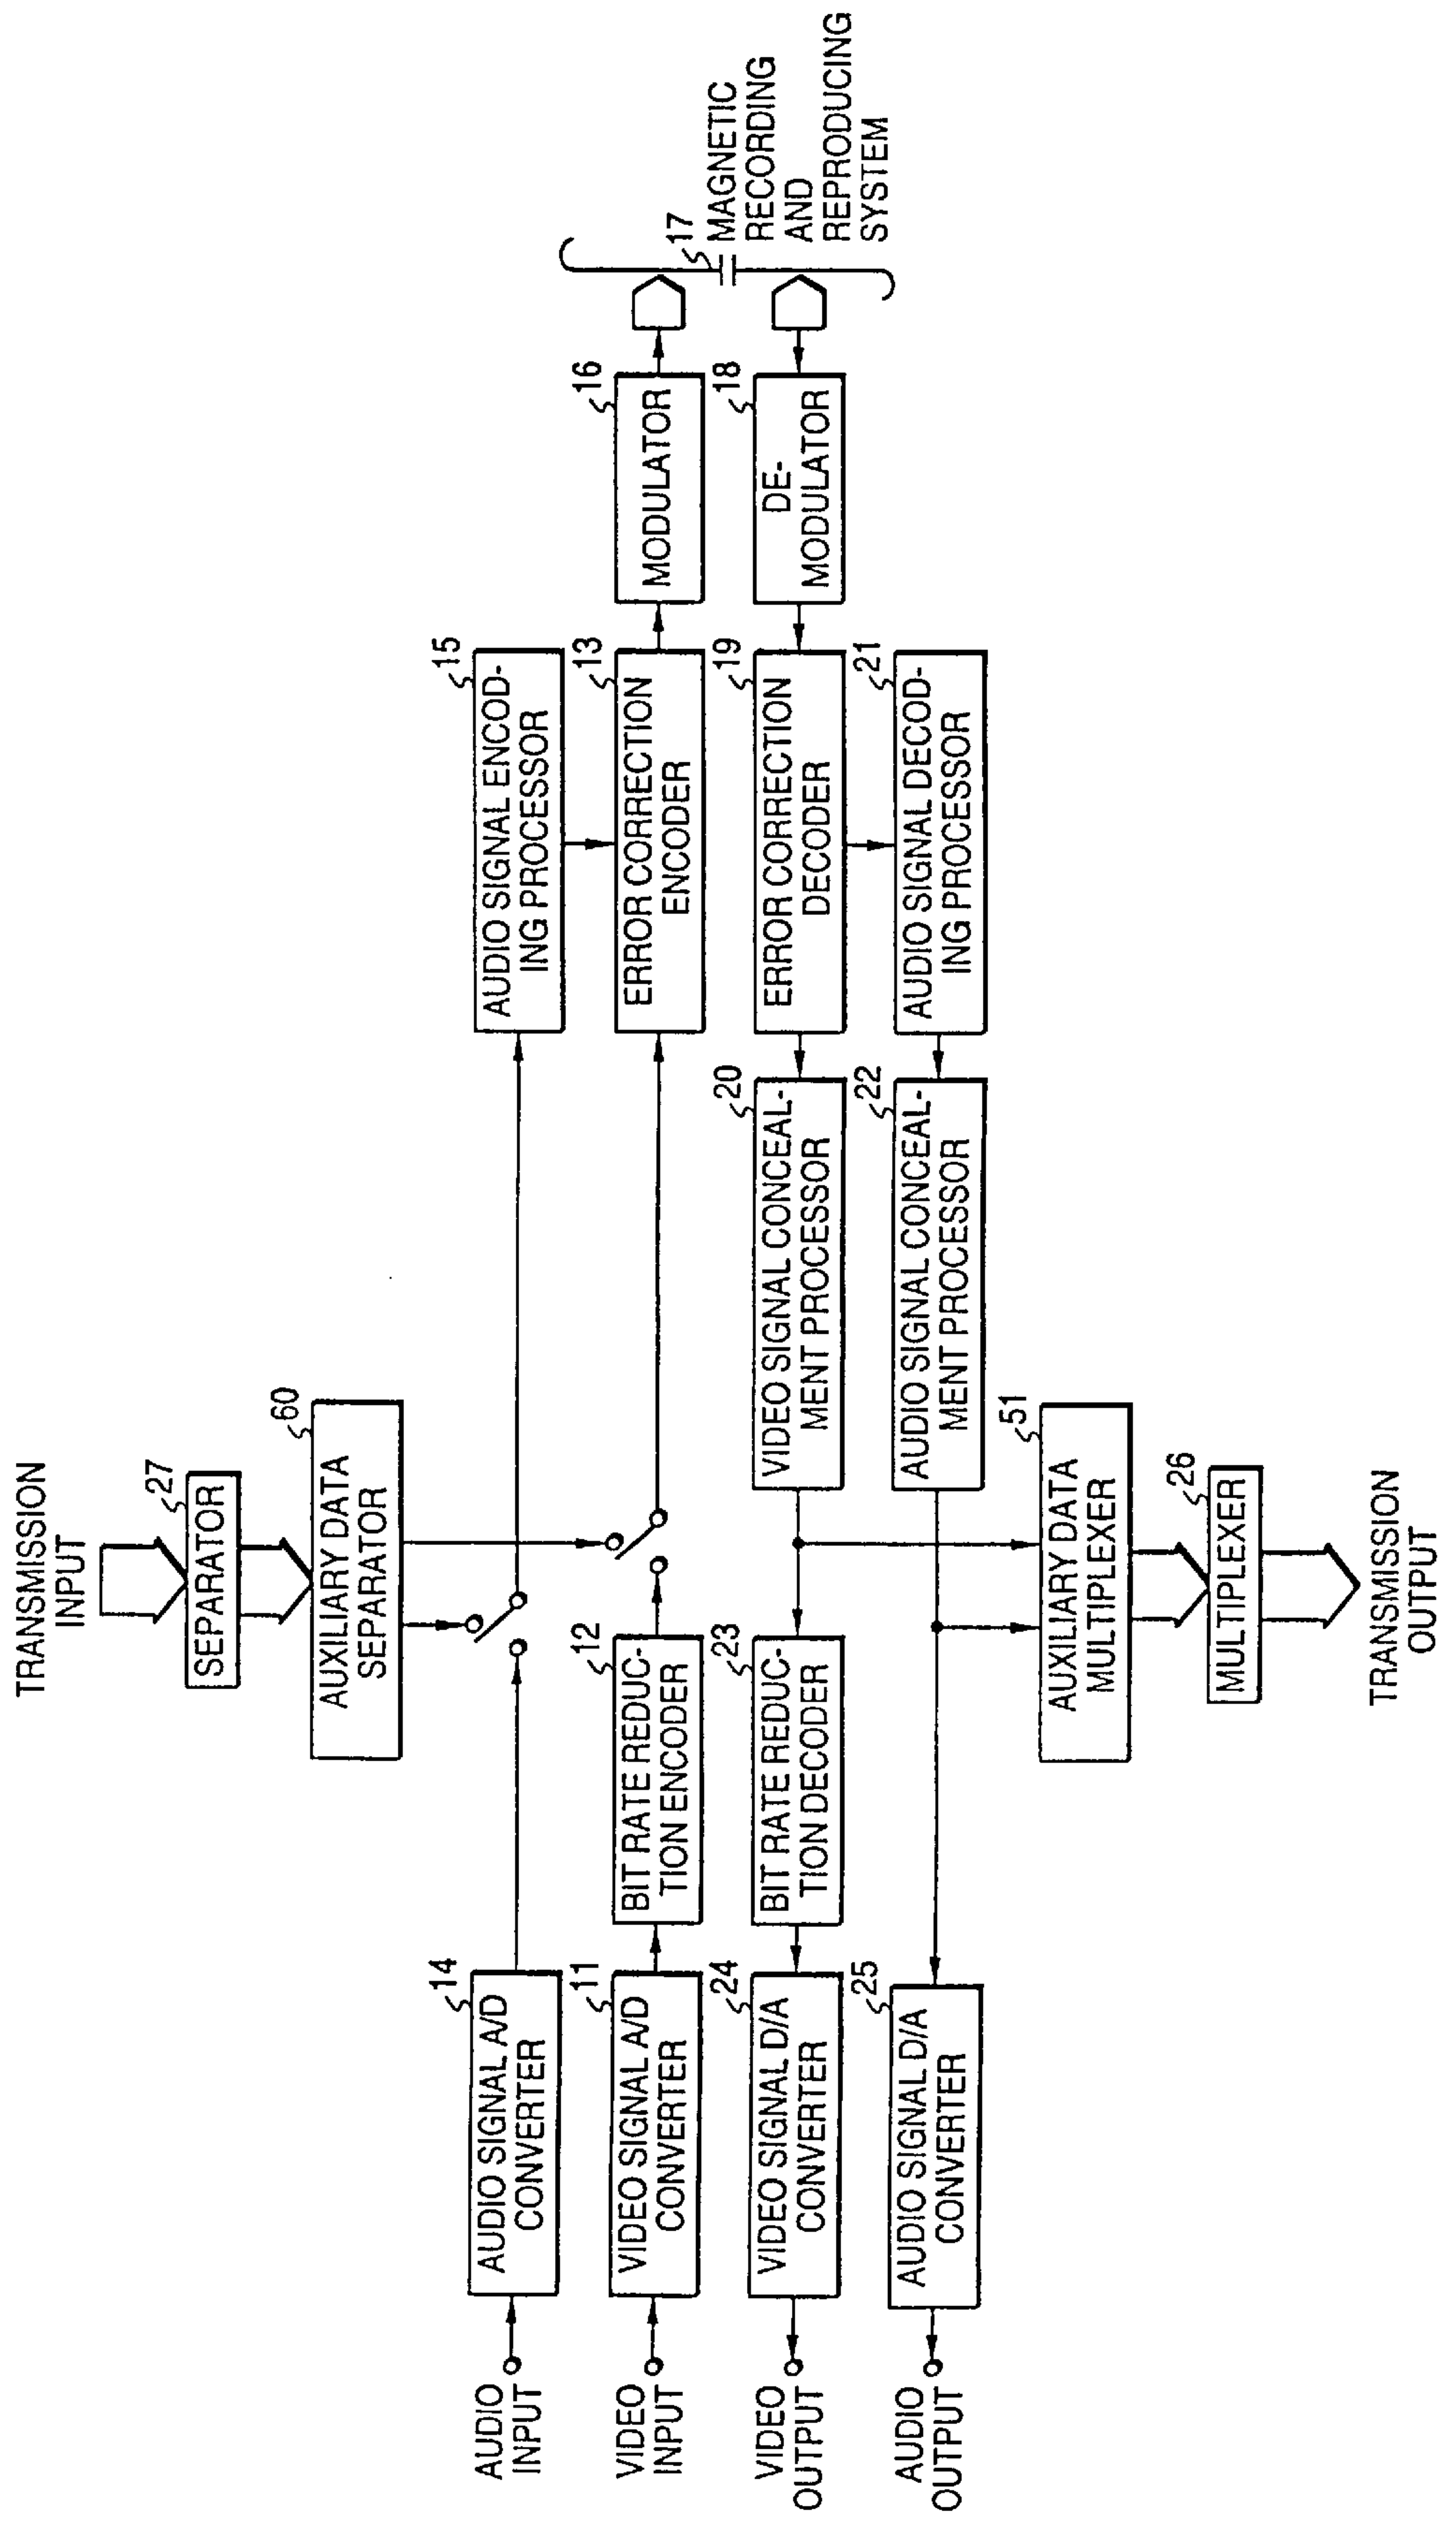 TRANSMISSION
INPUT
27
SEPARATOR
60
AUXILIARY DATA
SEPARATOR
AUDIO
INPUT
14
AUDIO SIGNAL A/D
CONVERTER
15
AUDIO SIGNAL ENCOD-
ING PROCESSOR
VIDEO
INPUT
11
VIDEO SIGNAL A/D
CONVERTER
12
BIT RATE REDUC-
TION ENCODER
13
ERROR CORRECTION
ENCODER
16
MODULATOR
17
MAGNETIC
RECORDING
AND
REPRODUCING
SYSTEM
VIDEO
OUTPUT
24
VIDEO SIGNAL D/A
CONVERTER
23
BIT RATE REDUC-
TION DECODER
20
VIDEO SIGNAL CONCEAL-
MENT PROCESSOR
19
ERROR CORRECTION
DECODER
18
DE-
MODULATOR
AUDIO
OUTPUT
25
AUDIO SIGNAL D/A
CONVERTER
22
AUDIO SIGNAL CONCEAL-
MENT PROCESSOR
21
AUDIO SIGNAL DECOD-
ING PROCESSOR
51
AUXILIARY DATA
MULTIPLEXER
26
MULTIPLEXER
TRANSMISSION
OUTPUT